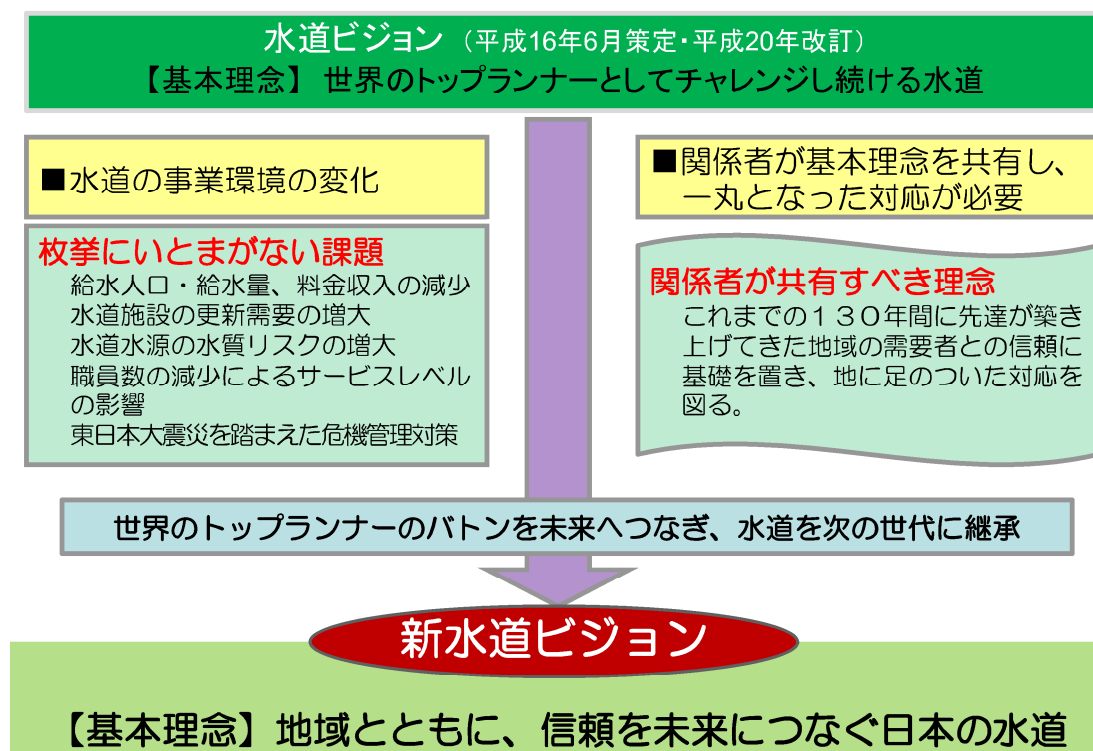 水道ビジョン（平成16年6月策定・平成20年改訂）
【基本理念】世界のトップランナーとしてチャレンジし続ける水道
■水道の事業環境の変化
枚挙にいとまがない課題
給水人口・給水量、料金収入の減少
水道施設の更新需要の増大
水道水源の水質リスクの増大
職員数の減少によるサービスレベル
の影響
東日本大震災を踏まえた危機管理対策
■関係者が基本理念を共有し、
一丸となった対応が必要
関係者が共有すべき理念
これまでの１３０年間に先達が築き
上げてきた地域の需要者との信頼に
基礎を置き、地に足のついた対応を
図る。
世界のトップランナーのバトンを未来へつなぎ、水道を次の世代に継承
新水道ビジョン
【基本理念】地域とともに、信頼を未来につなぐ日本の水道